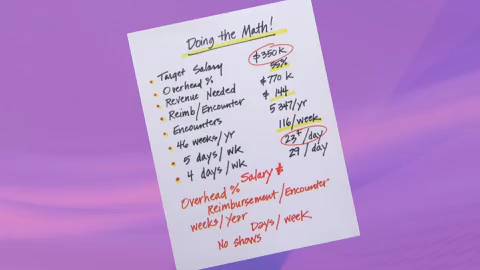 Doing the Math!
• Target Salary $350K
• Overhead % 55%
• Revenue Needed $770K
• Reimb/Encounter $144
• Encounters 5347/yr
• 46 weeks/yr 116/week
• 5 days/wk 23+/day
• 4 days/wk 29/day
Salary $
Overhead %
Reimbursement/Encounter
weeks/year
Days/week
No shows